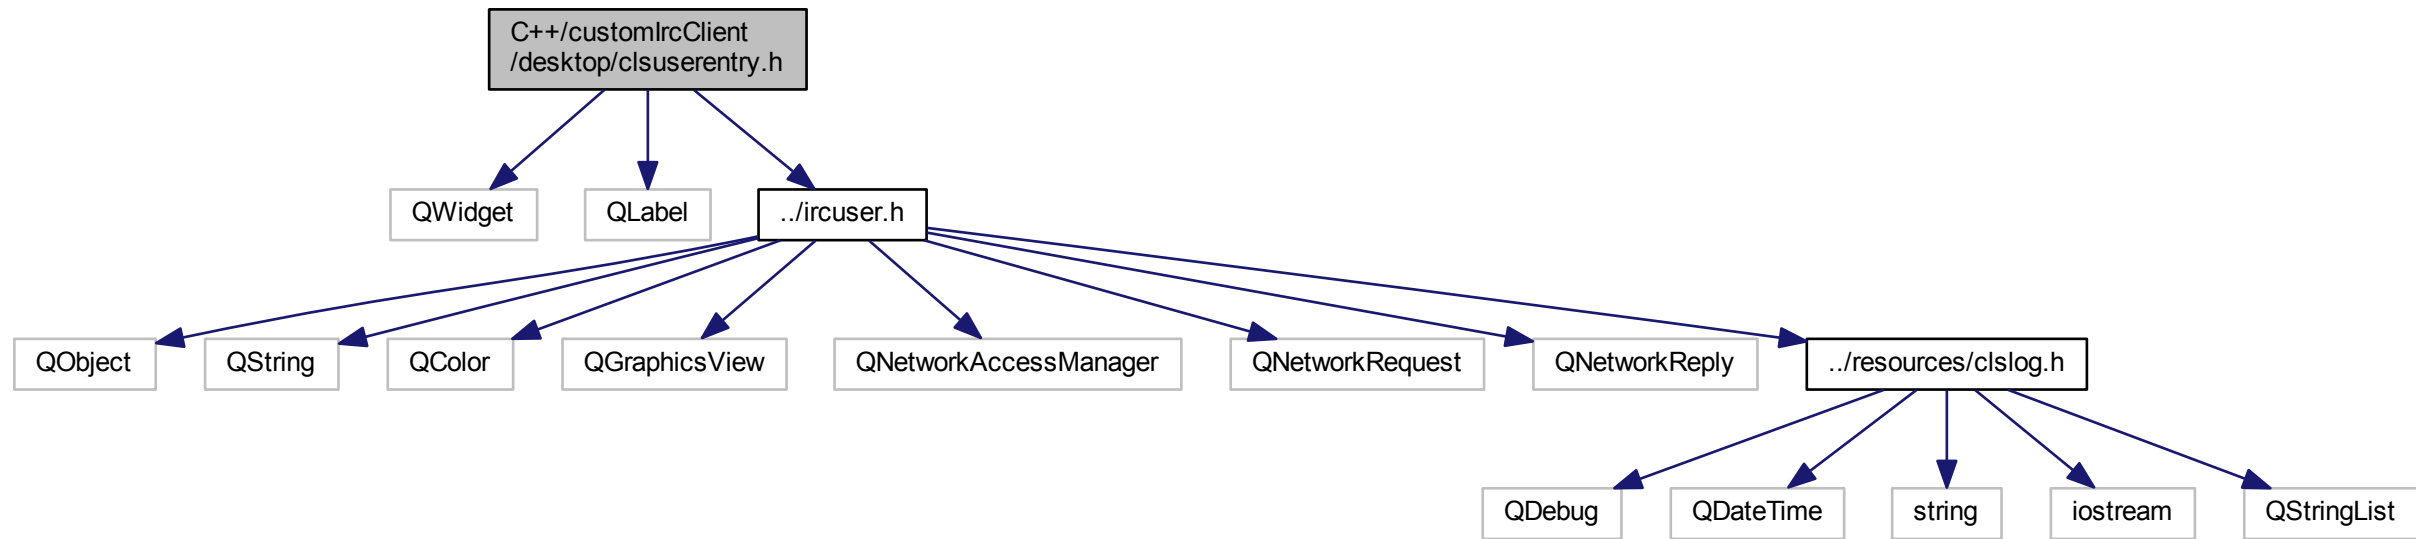 C++/customIrcClient
/desktop/clsuserentry.h
QWidget
QLabel
../ircuser.h
QObject
QString
QColor
QGraphicsView
QNetworkAccessManager
QNetworkRequest
QNetworkReply
../resources/clslog.h
QDebug
QDateTime
string
iostream
QStringList